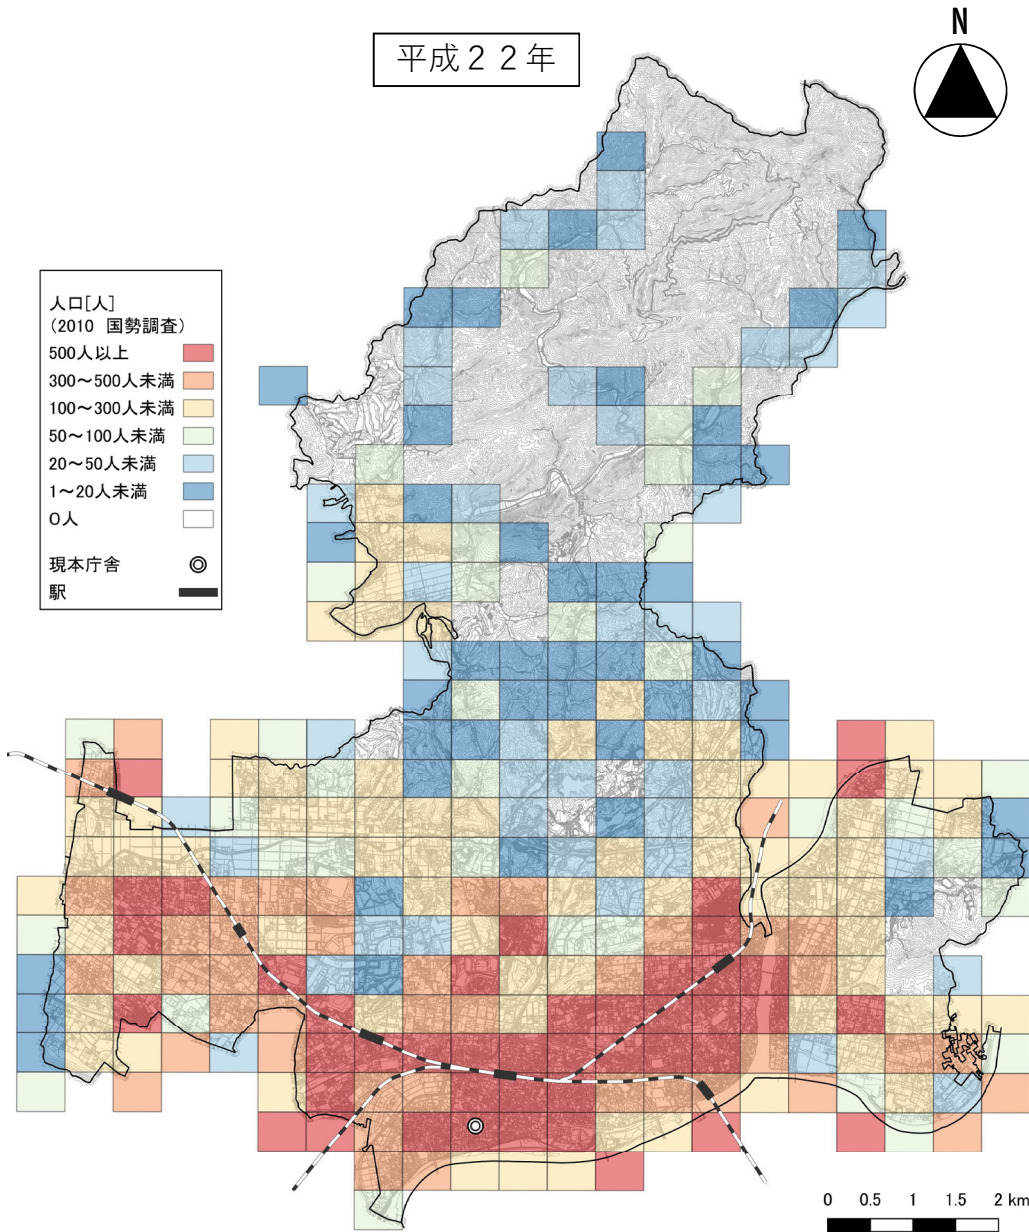 平成２２年
N
人口[人]
(2010 国勢調査)
500人以上
300～500人未満
100～300人未満
50～100人未満
20～50人未満
1～20人未満
0人
現本庁舎
駅
0 0.5 1 1.5 2 km